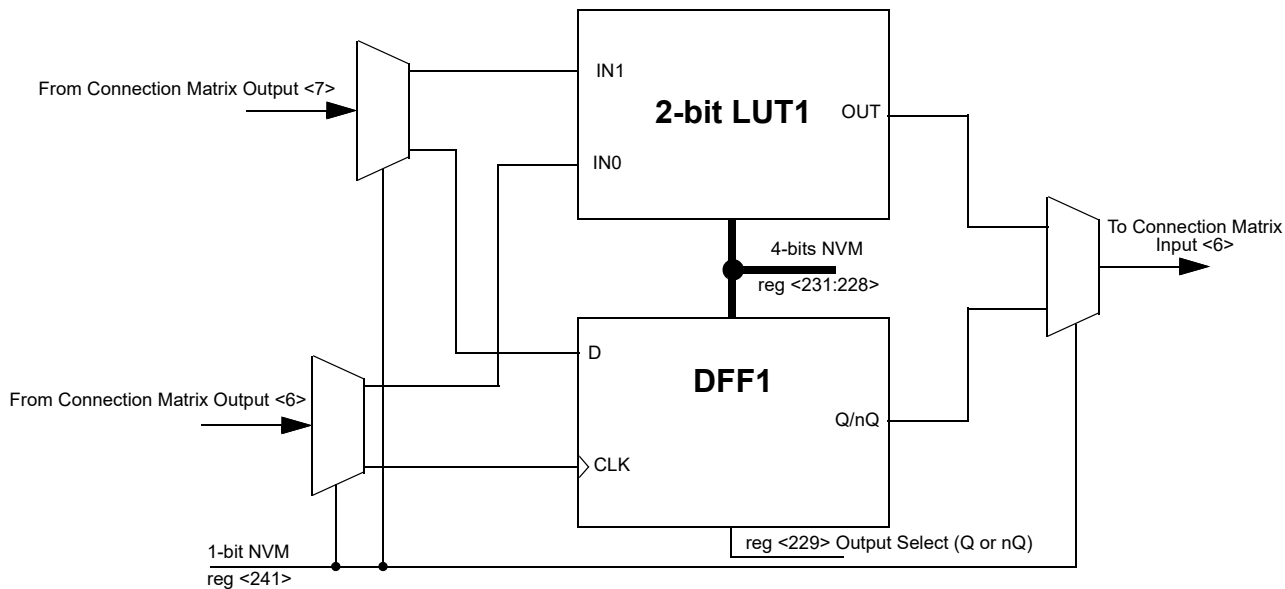 From Connection Matrix Output <7>
IN1
2-bit LUT1
OUT
IN0
To Connection Matrix
Input <6>
4-bits NVM
reg <231:228>
D
DFF1
From Connection Matrix Output <6>
Q/nQ
CLK
reg <229> Output Select (Q or nQ)
1-bit NVM
reg <241>